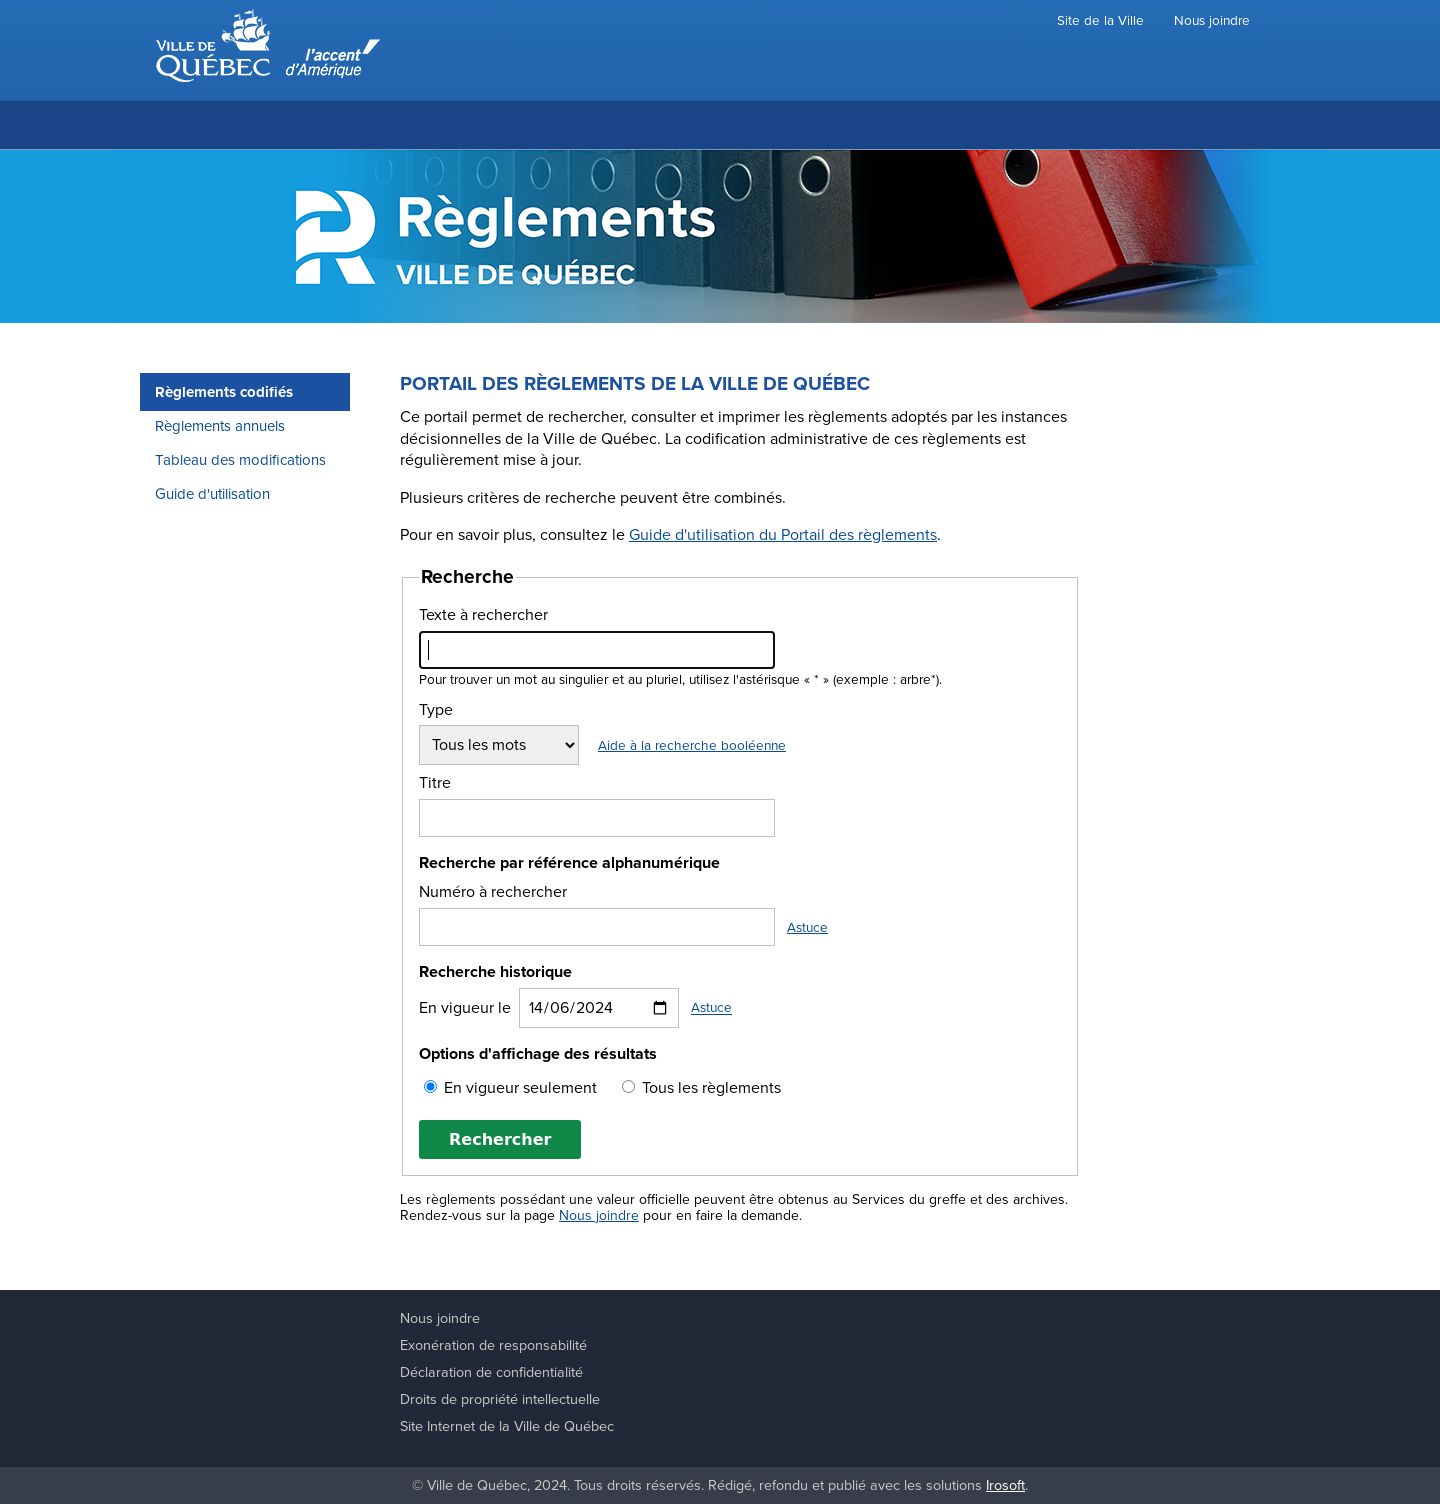 Site de la Ville
Nous joindre
VILLE DE
QUÉBEC
l'accent
d'Amérique
Règlements
VILLE DE QUÉBEC
Règlements codifiés
Règlements annuels
Tableau des modifications
Guide d'utilisation
PORTAIL DES RÈGLEMENTS DE LA VILLE DE QUÉBEC
Ce portail permet de rechercher, consulter et imprimer les règlements adoptés par les instances
décisionnelles de la Ville de Québec. La codification administrative de ces règlements est
régulièrement mise à jour.
Plusieurs critères de recherche peuvent être combinés.
Pour en savoir plus, consultez le Guide d'utilisation du Portail des règlements.
Recherche
Texte à rechercher
Pour trouver un mot au singulier et au pluriel, utilisez l'astérisque « * » (exemple : arbre*).
Type
Tous les mots
Aide à la recherche booléenne
Titre
Recherche par référence alphanumérique
Numéro à rechercher
Astuce
Recherche historique
En vigueur le 14/06/2024 Astuce
Options d'affichage des résultats
En vigueur seulement Tous les règlements
Rechercher
Les règlements possédant une valeur officielle peuvent être obtenus au Services du greffe et des archives.
Rendez-vous sur la page Nous joindre pour en faire la demande.
Nous joindre
Exonération de responsabilité
Déclaration de confidentialité
Droits de propriété intellectuelle
Site Internet de la Ville de Québec
© Ville de Québec, 2024. Tous droits réservés. Rédigé, refondu et publié avec les solutions Irosoft.